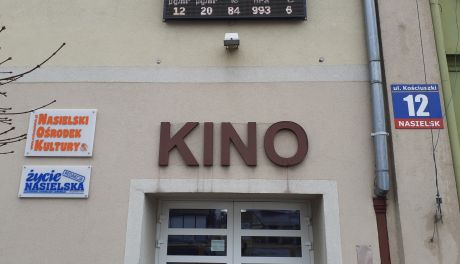 12 20 84 993 6
NASIELSKI
OŚRODEK
KULTURY
życie
NASIELSKA
KINO
ul. Kościuszki
12
NASIELSK